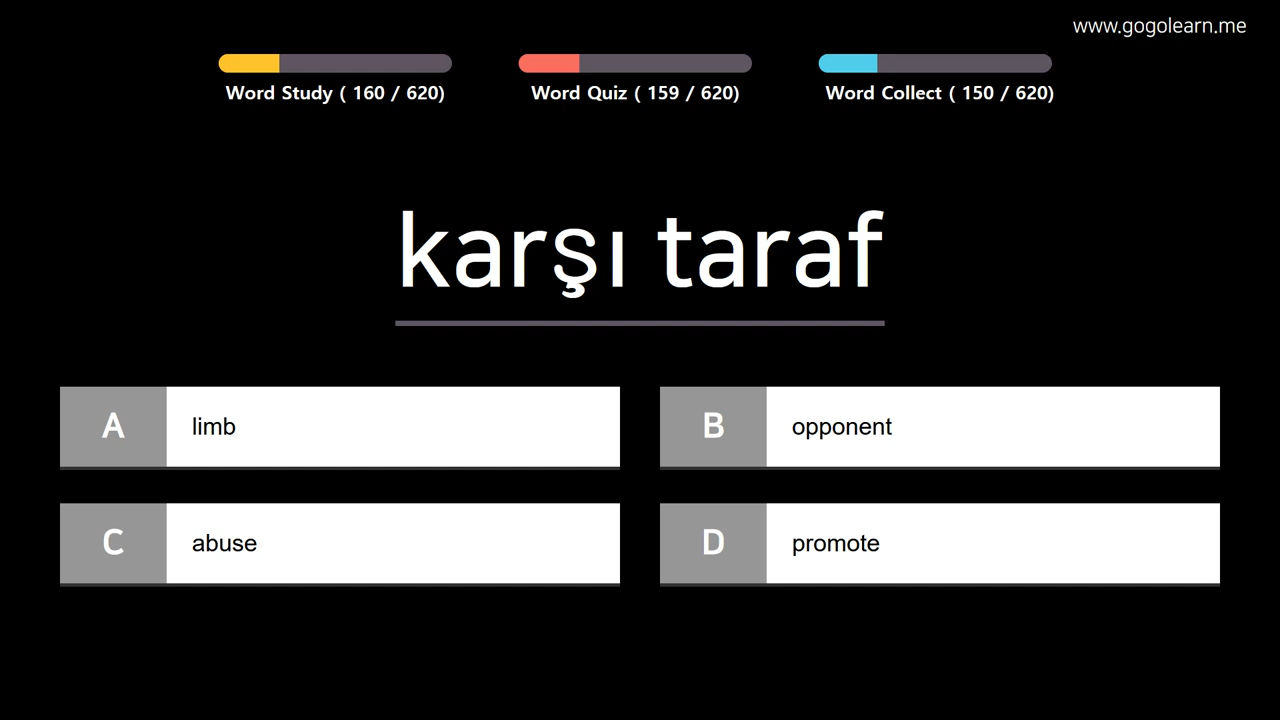 www.gogolearn.me
Word Study ( 160 / 620)
Word Quiz ( 159 / 620)
Word Collect ( 150 / 620)
karşı taraf
A limb
B opponent
C abuse
D promote